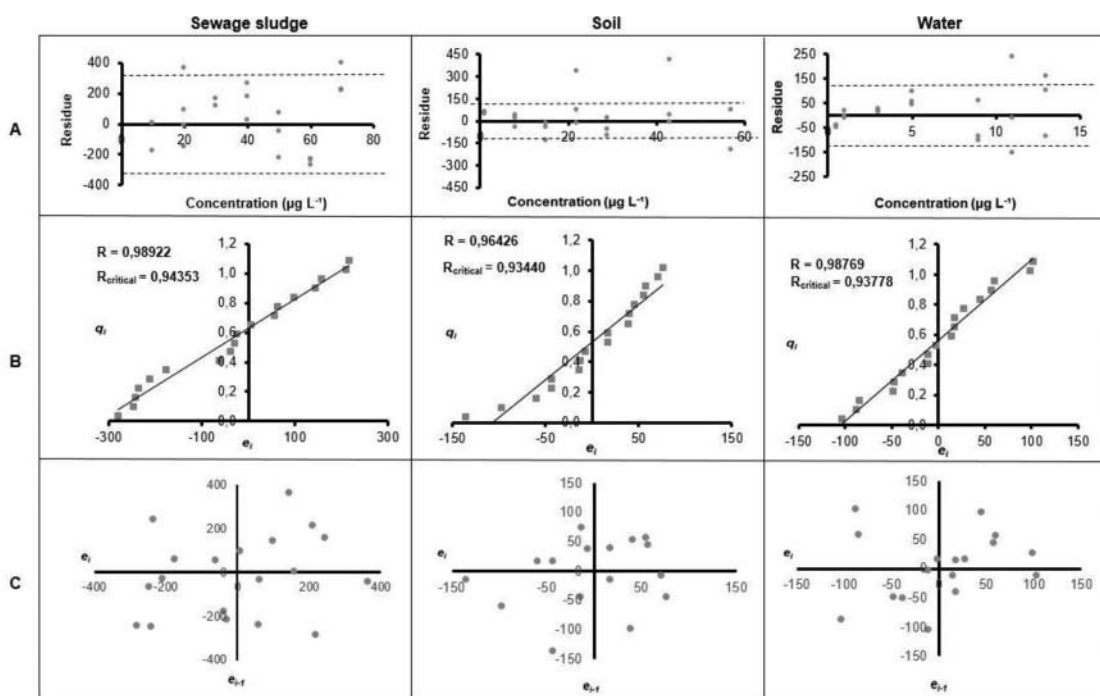 Sewage sludge Soil Water
A
Residue
400
200
0
-200
-400
0 20 40 60 80
Concentration (µg L⁻¹)
Residue
450
300
150
0
-150
-300
-450
20 40 60
Concentration (µg L⁻¹)
Residue
250
150
50
-50
-150
-250
5 10 15
Concentration (µg L⁻¹)
B
R = 0,98922
Rcritical = 0,94353
qi
1,2
1,0
0,8
0,6
0,4
0,2
0,0
-300 -100 100 300
ei
R = 0,96426
Rcritical = 0,93440
qi
1,2
1,0
0,8
0,6
0,4
0,2
0,0
-150 -50 50 150
ei
R = 0,98769
Rcritical = 0,93778
qi
1,2
1,0
0,8
0,6
0,4
0,2
0,0
-150 -100 -50 0 50 100 150
ei
C
400
200
ei
-400 -200 0 200 400
-200
-400
ei-1
150
100
50
ei
0
-150 -50 50 150
-50
-100
-150
ei-1
150
100
50
ei
-150 -100 -50 50 100 150
-50
-100
-150
ei-1